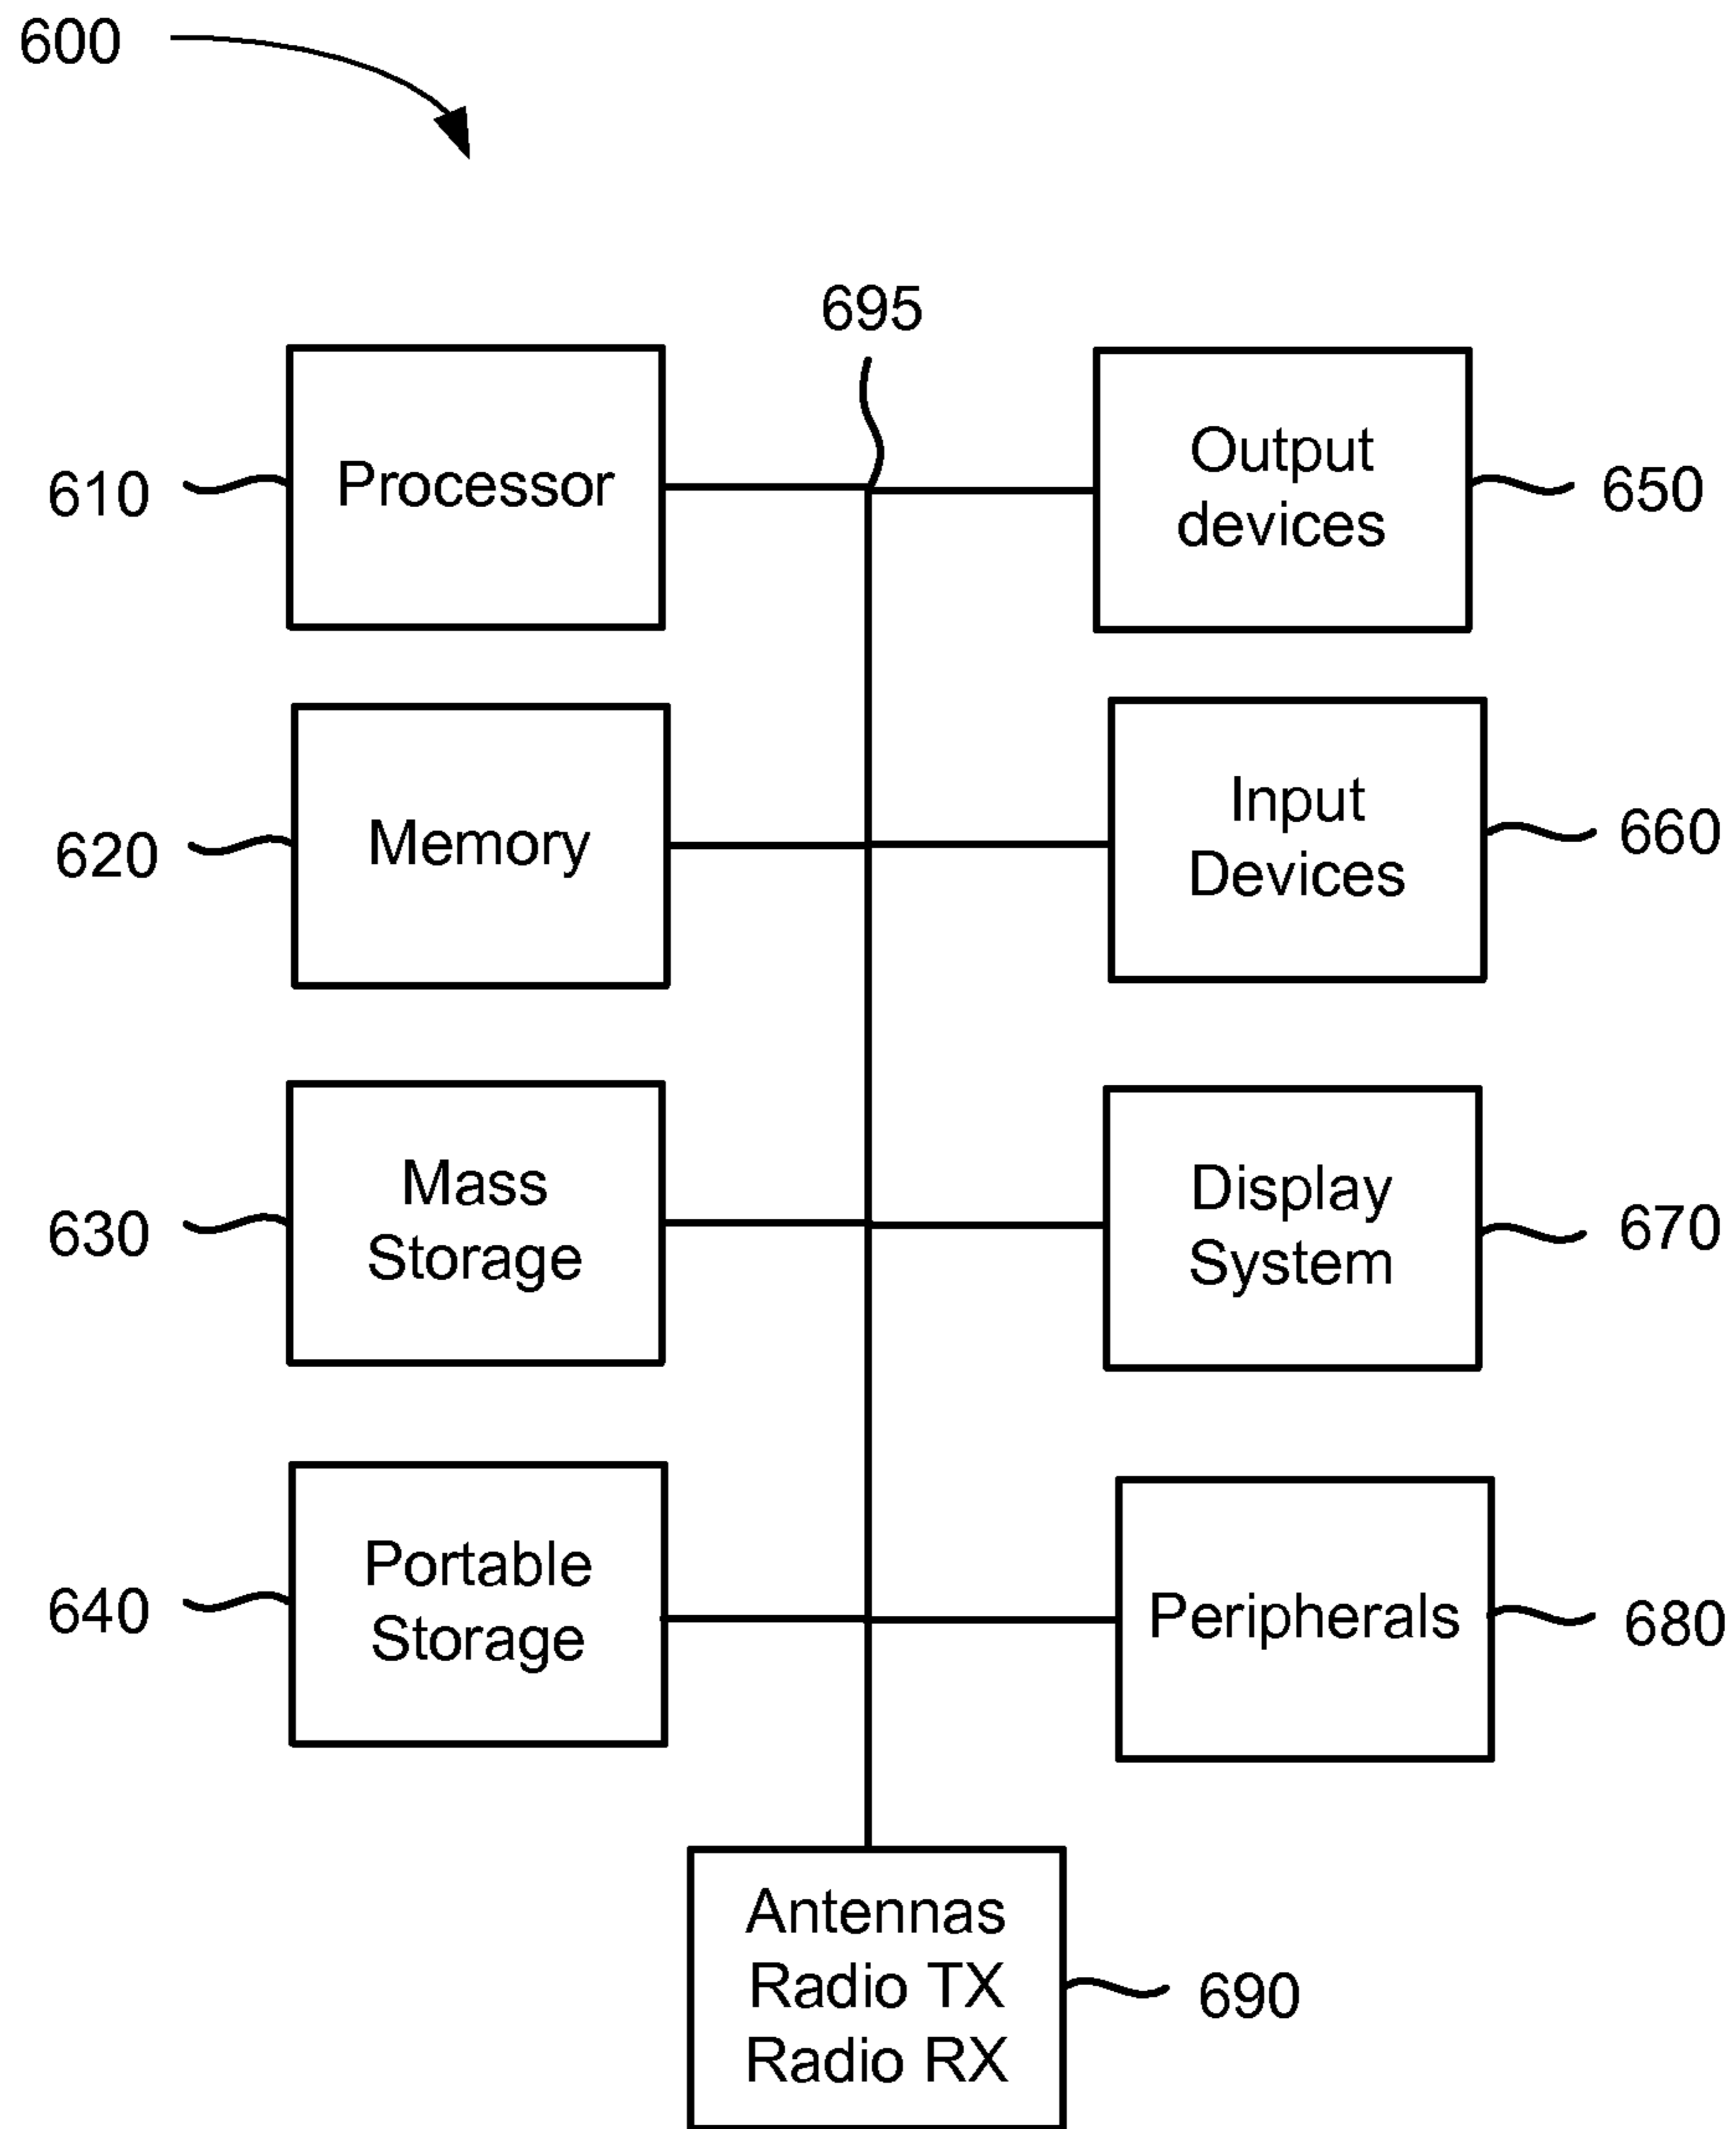 600
695
610
Processor
Output
devices
650
620
Memory
Input
Devices
660
630
Mass
Storage
Display
System
670
640
Portable
Storage
Peripherals
680
Antennas
Radio TX
Radio RX
690